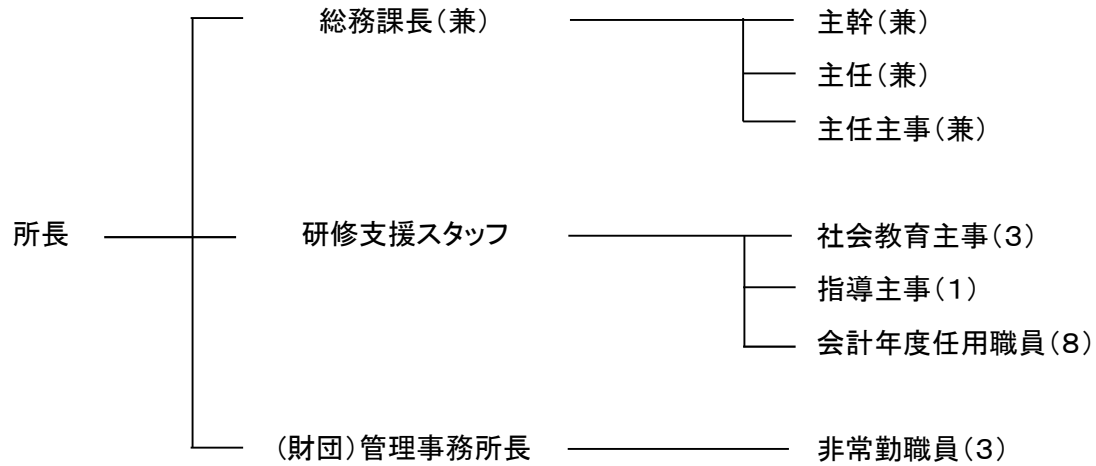 総務課長(兼) 主幹(兼)
主任(兼)
主任主事(兼)
所長 研修支援スタッフ 社会教育主事(3)
指導主事(1)
会計年度任用職員(8)
(財団)管理事務所長 非常勤職員(3)